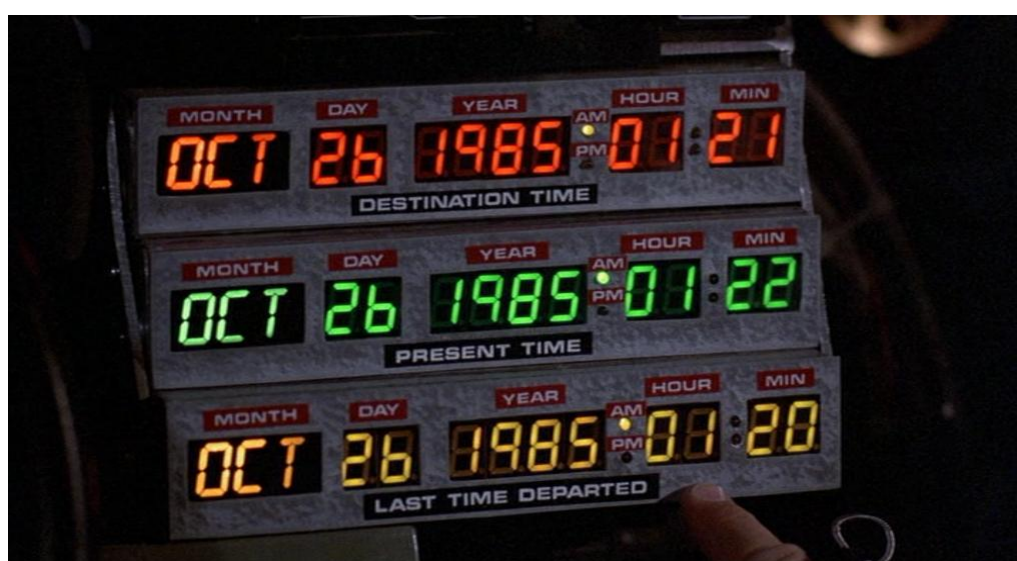 MONTH DAY YEAR AM HOUR MIN
OCT 26 1985 PM 01:21
DESTINATION TIME
MONTH DAY YEAR AM HOUR MIN
OCT 26 1985 PM 01:22
PRESENT TIME
MONTH DAY YEAR AM HOUR MIN
OCT 26 1985 PM 01:20
LAST TIME DEPARTED